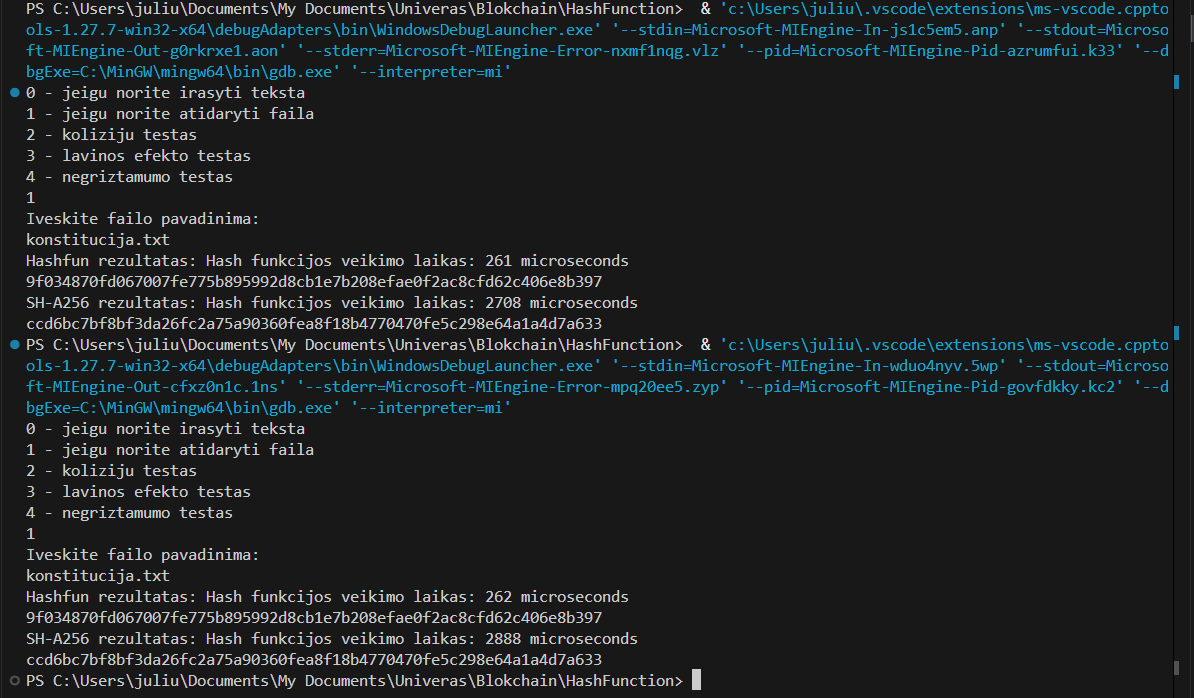 PS C:\Users\juliu\Documents\My Documents\Univeras\Blokchain\HashFunction>  & 'c:\Users\juliu\.vscode\extensions\ms-vscode.cppto
ols-1.27.7-win32-x64\debugAdapters\bin\WindowsDebugLauncher.exe' '--stdin=Microsoft-MIEngine-In-js1c5em5.anp' '--stdout=Microso
ft-MIEngine-Out-g0rkrxe1.aon' '--stderr=Microsoft-MIEngine-Error-nxmf1nqg.vlz' '--pid=Microsoft-MIEngine-Pid-azrumfui.k33' '--d
bgExe=C:\MinGW\mingw64\bin\gdb.exe' '--interpreter=mi'
0 - jeigu norite irasyti teksta
1 - jeigu norite atidaryti faila
2 - koliziju testas
3 - lavinos efekto testas
4 - negriztamumo testas
1
Iveskite failo pavadinima:
konstitucija.txt
Hashfun rezultatas: Hash funkcijos veikimo laikas: 261 microseconds
9f034870fd067007fe775b895992d8cb1e7b208efae0f2ac8cfd62c406e8b397
SH-A256 rezultatas: Hash funkcijos veikimo laikas: 2708 microseconds
ccd6bc7bf8bf3da26fc2a75a90360fea8f18b4770470fe5c298e64a1a4d7a633
PS C:\Users\juliu\Documents\My Documents\Univeras\Blokchain\HashFunction>  & 'c:\Users\juliu\.vscode\extensions\ms-vscode.cppto
ols-1.27.7-win32-x64\debugAdapters\bin\WindowsDebugLauncher.exe' '--stdin=Microsoft-MIEngine-In-wduo4nyv.5wp' '--stdout=Microso
ft-MIEngine-Out-cfxz0n1c.1ns' '--stderr=Microsoft-MIEngine-Error-mpq20ee5.zyp' '--pid=Microsoft-MIEngine-Pid-govfdkky.kc2' '--d
bgExe=C:\MinGW\mingw64\bin\gdb.exe' '--interpreter=mi'
0 - jeigu norite irasyti teksta
1 - jeigu norite atidaryti faila
2 - koliziju testas
3 - lavinos efekto testas
4 - negriztamumo testas
1
Iveskite failo pavadinima:
konstitucija.txt
Hashfun rezultatas: Hash funkcijos veikimo laikas: 262 microseconds
9f034870fd067007fe775b895992d8cb1e7b208efae0f2ac8cfd62c406e8b397
SH-A256 rezultatas: Hash funkcijos veikimo laikas: 2888 microseconds
ccd6bc7bf8bf3da26fc2a75a90360fea8f18b4770470fe5c298e64a1a4d7a633
PS C:\Users\juliu\Documents\My Documents\Univeras\Blokchain\HashFunction>